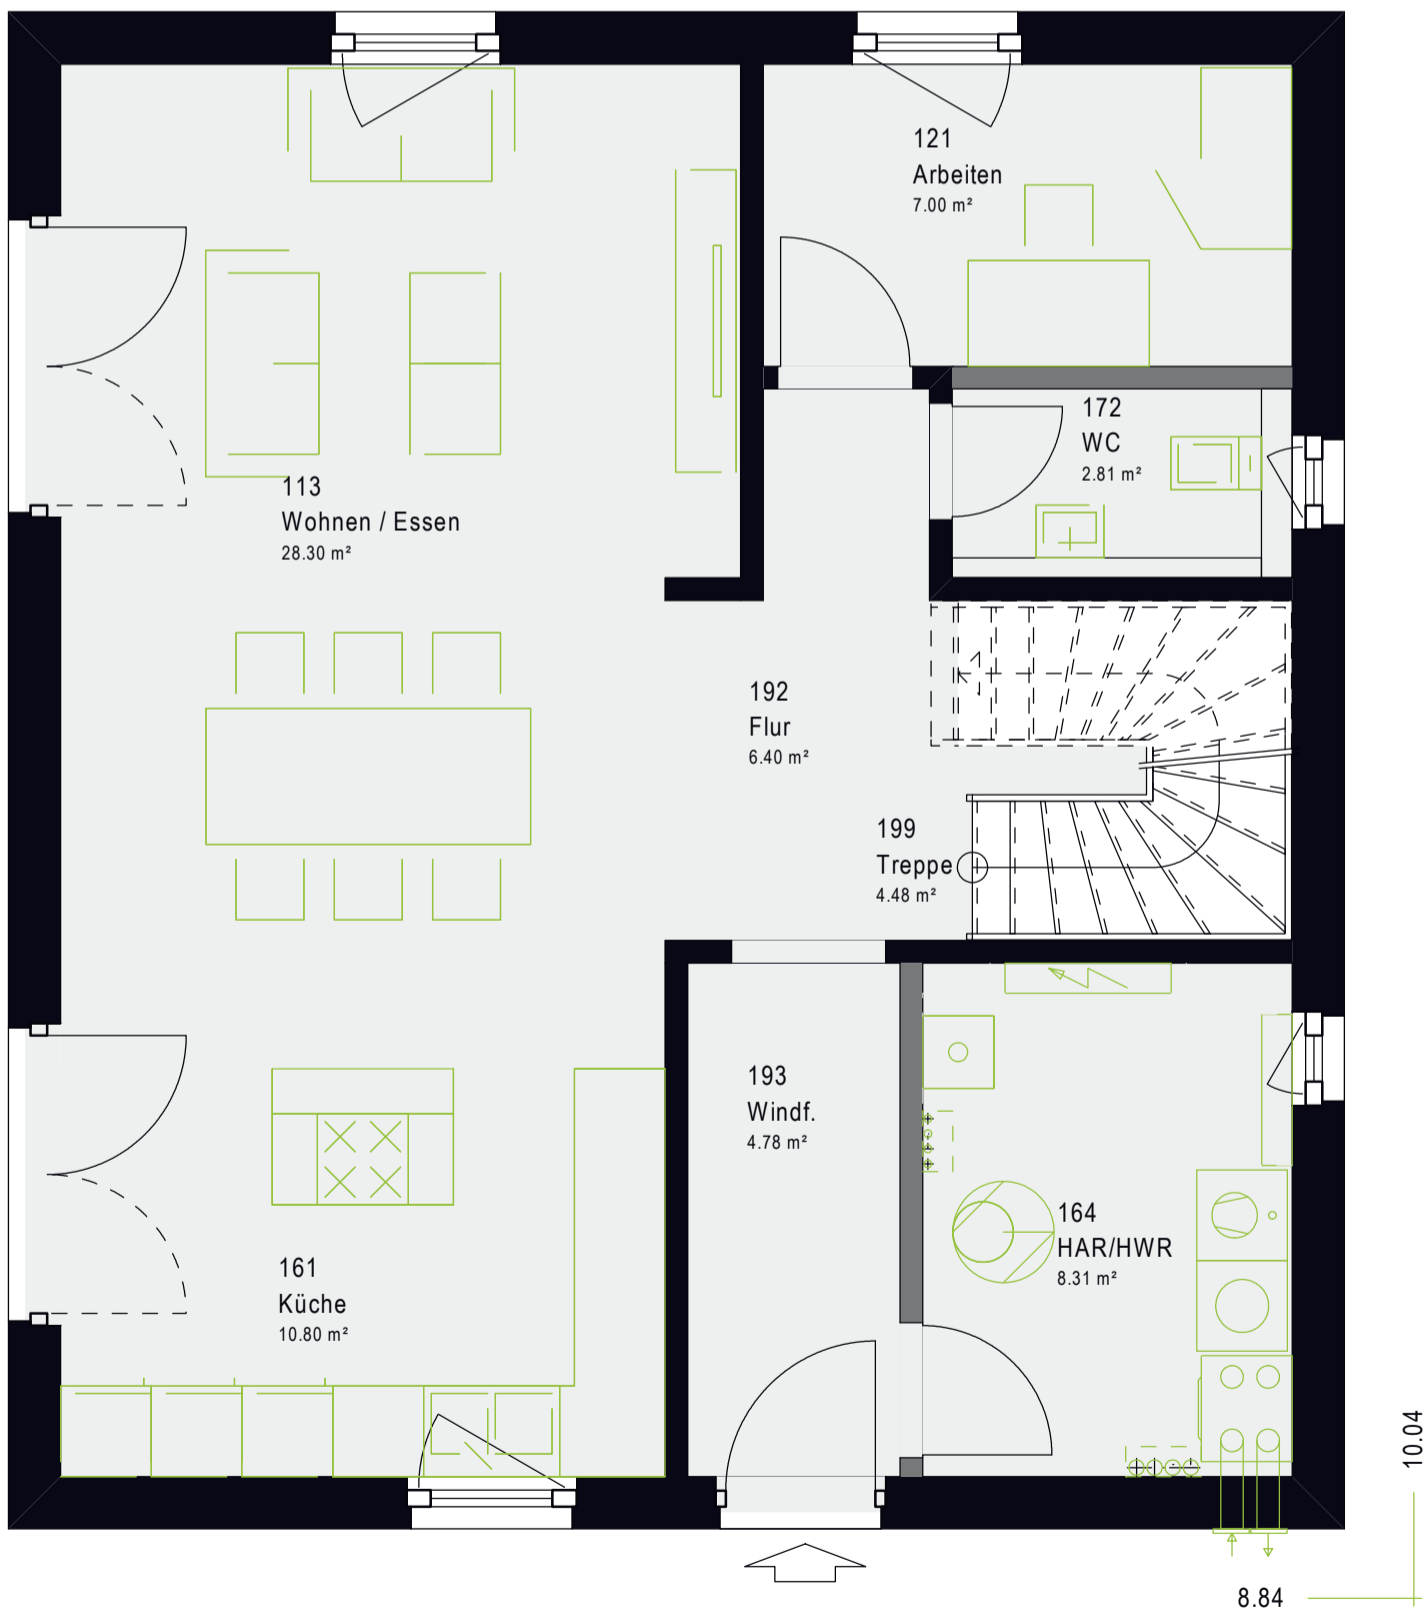 121
Arbeiten
7.00 m²
172
WC
2.81 m²
113
Wohnen / Essen
28.30 m²
192
Flur
6.40 m²
199
Treppe
4.48 m²
193
Windf.
4.78 m²
164
HAR/HWR
8.31 m²
161
Küche
10.80 m²
10.04
8.84